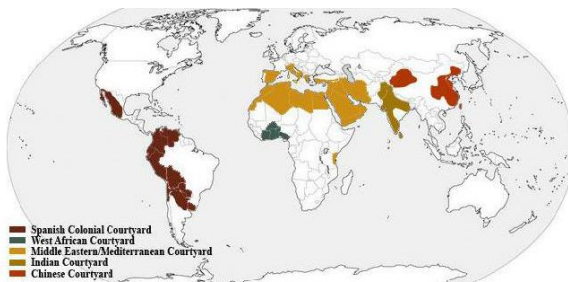 Spanish Colonial Courtyard
West African Courtyard
Middle Eastern/Mediterranean Courtyard
Indian Courtyard
Chinese Courtyard